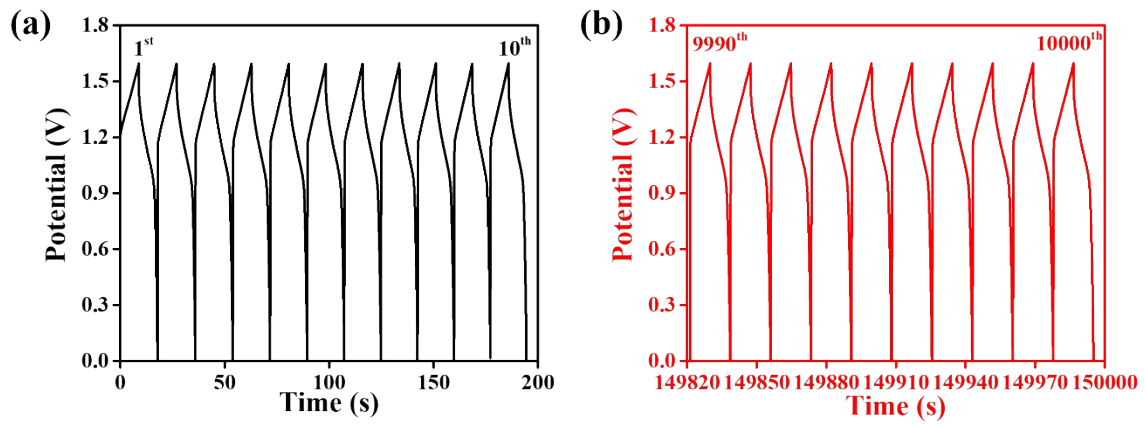 (a)
1st
10th
1.8
1.5
1.2
0.9
0.6
0.3
0.0
Potential (V)
0 50 100 150 200
Time (s)
(b)
9990th
10000th
1.8
1.5
1.2
0.9
0.6
0.3
0.0
Potential (V)
149820 149850 149880 149910 149940 149970 150000
Time (s)